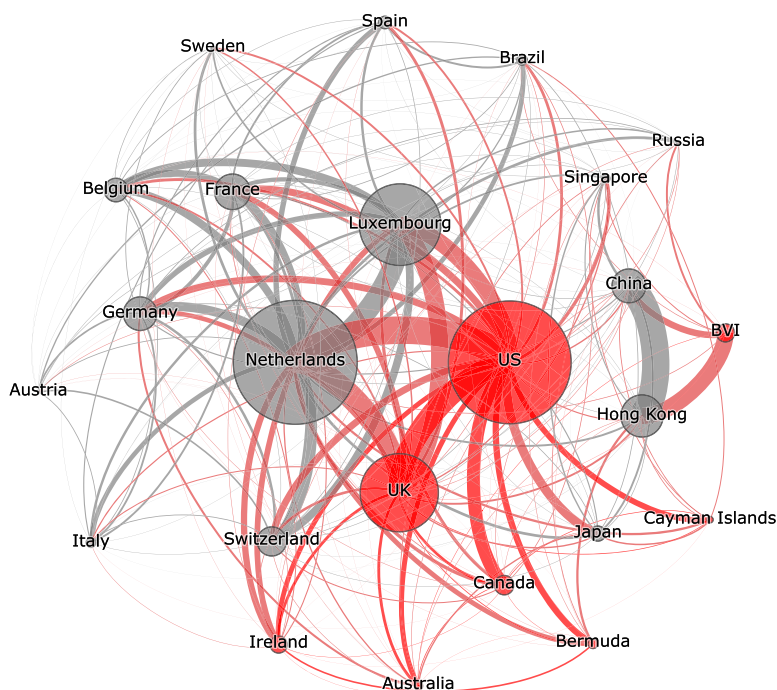 Spain
Sweden
Brazil
Russia
Singapore
Belgium
France
Luxembourg
China
Germany
BVI
Netherlands
US
Austria
Hong Kong
UK
Cayman Islands
Japan
Switzerland
Italy
Canada
Ireland
Bermuda
Australia